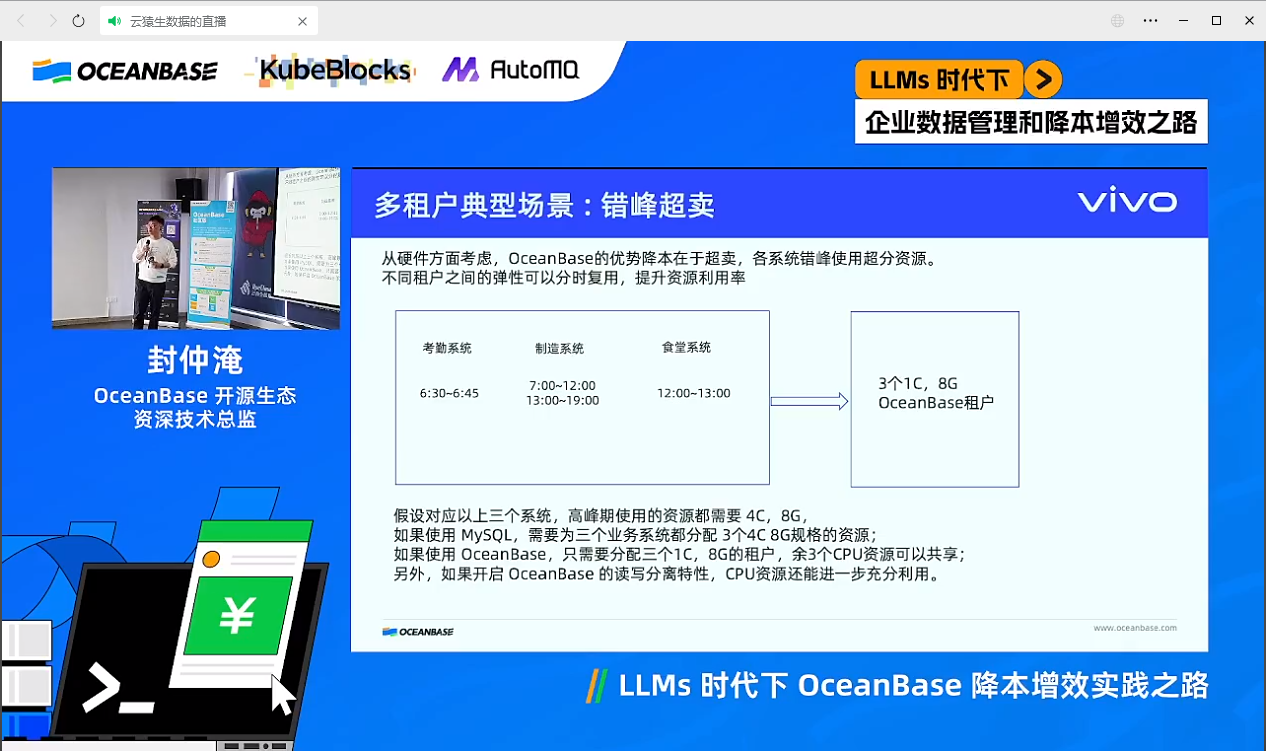 云猿生数据的直播
OCEANBASE
KubeBlocks
AutoMQ
LLMs 时代下
企业数据管理和降本增效之路
多租户典型场景：错峰超卖
vivo
从硬件方面考虑，OceanBase的优势降本在于超卖，各系统错峰使用超分资源。
不同租户之间的弹性可以分时复用，提升资源利用率
考勤系统
制造系统
食堂系统
6:30~6:45
7:00~12:00
13:00~19:00
12:00~13:00
3个1C，8G
OceanBase租户
假设对应以上三个系统，高峰期使用的资源都需要 4C，8G，
如果使用 MySQL，需要为三个业务系统都分配 3个4C 8G规格的资源；
如果使用 OceanBase，只需要分配三个1C，8G的租户，余3个CPU资源可以共享；
另外，如果开启 OceanBase 的读写分离特性，CPU资源还能进一步充分利用。
OCEANBASE
www.oceanbase.com
封仲淹
OceanBase 开源生态
资深技术总监
¥
>_
LLMs 时代下 OceanBase 降本增效实践之路